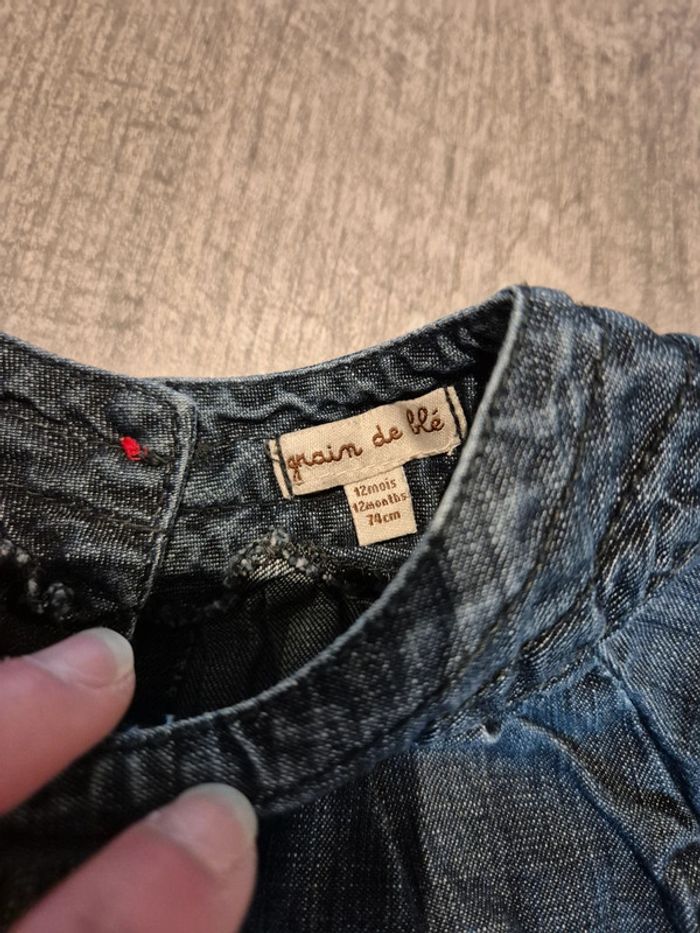 grain de blé
12mois
12months
74cm